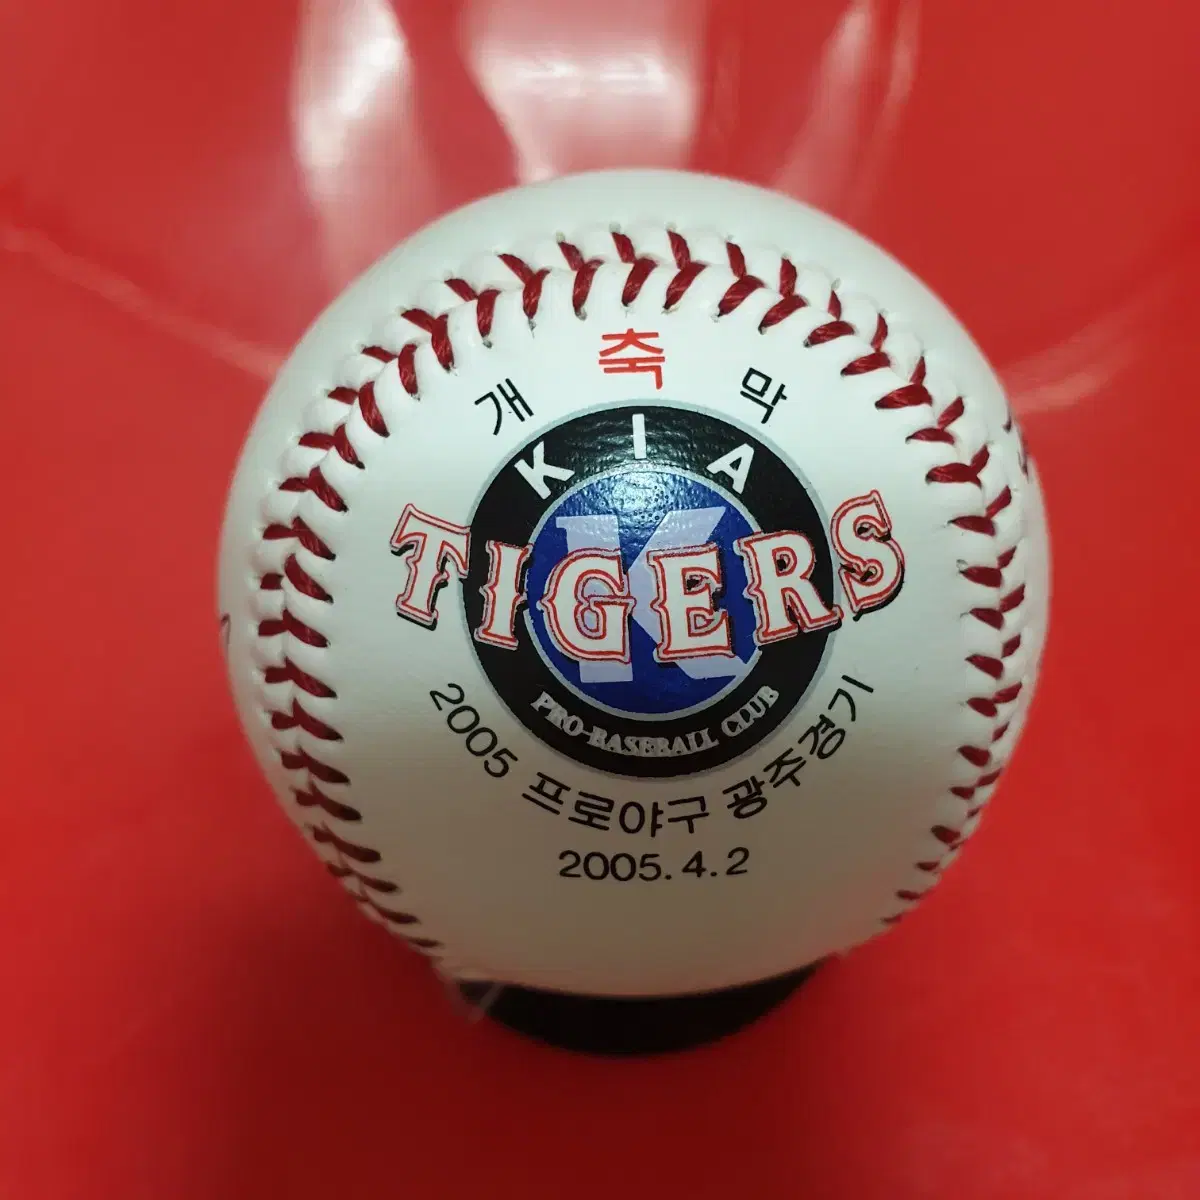 축
개 막
KIA
K
TIGERS
PRO-BASEBALL CLUB
2005 프로야구 광주경기
2005.4.2